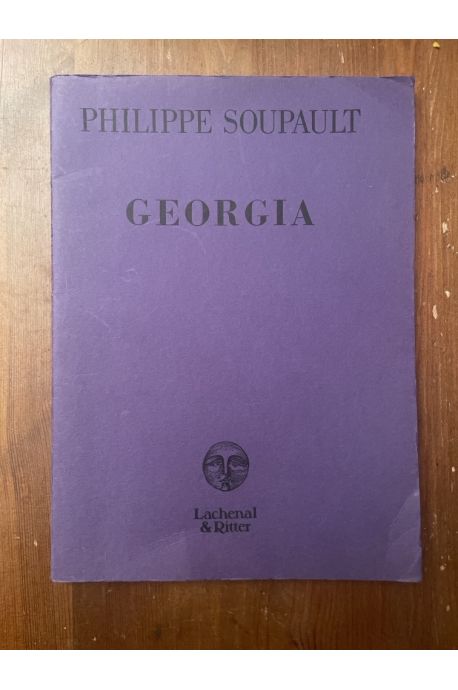 PHILIPPE SOUPAULT
GEORGIA
Lachenal
& Ritter